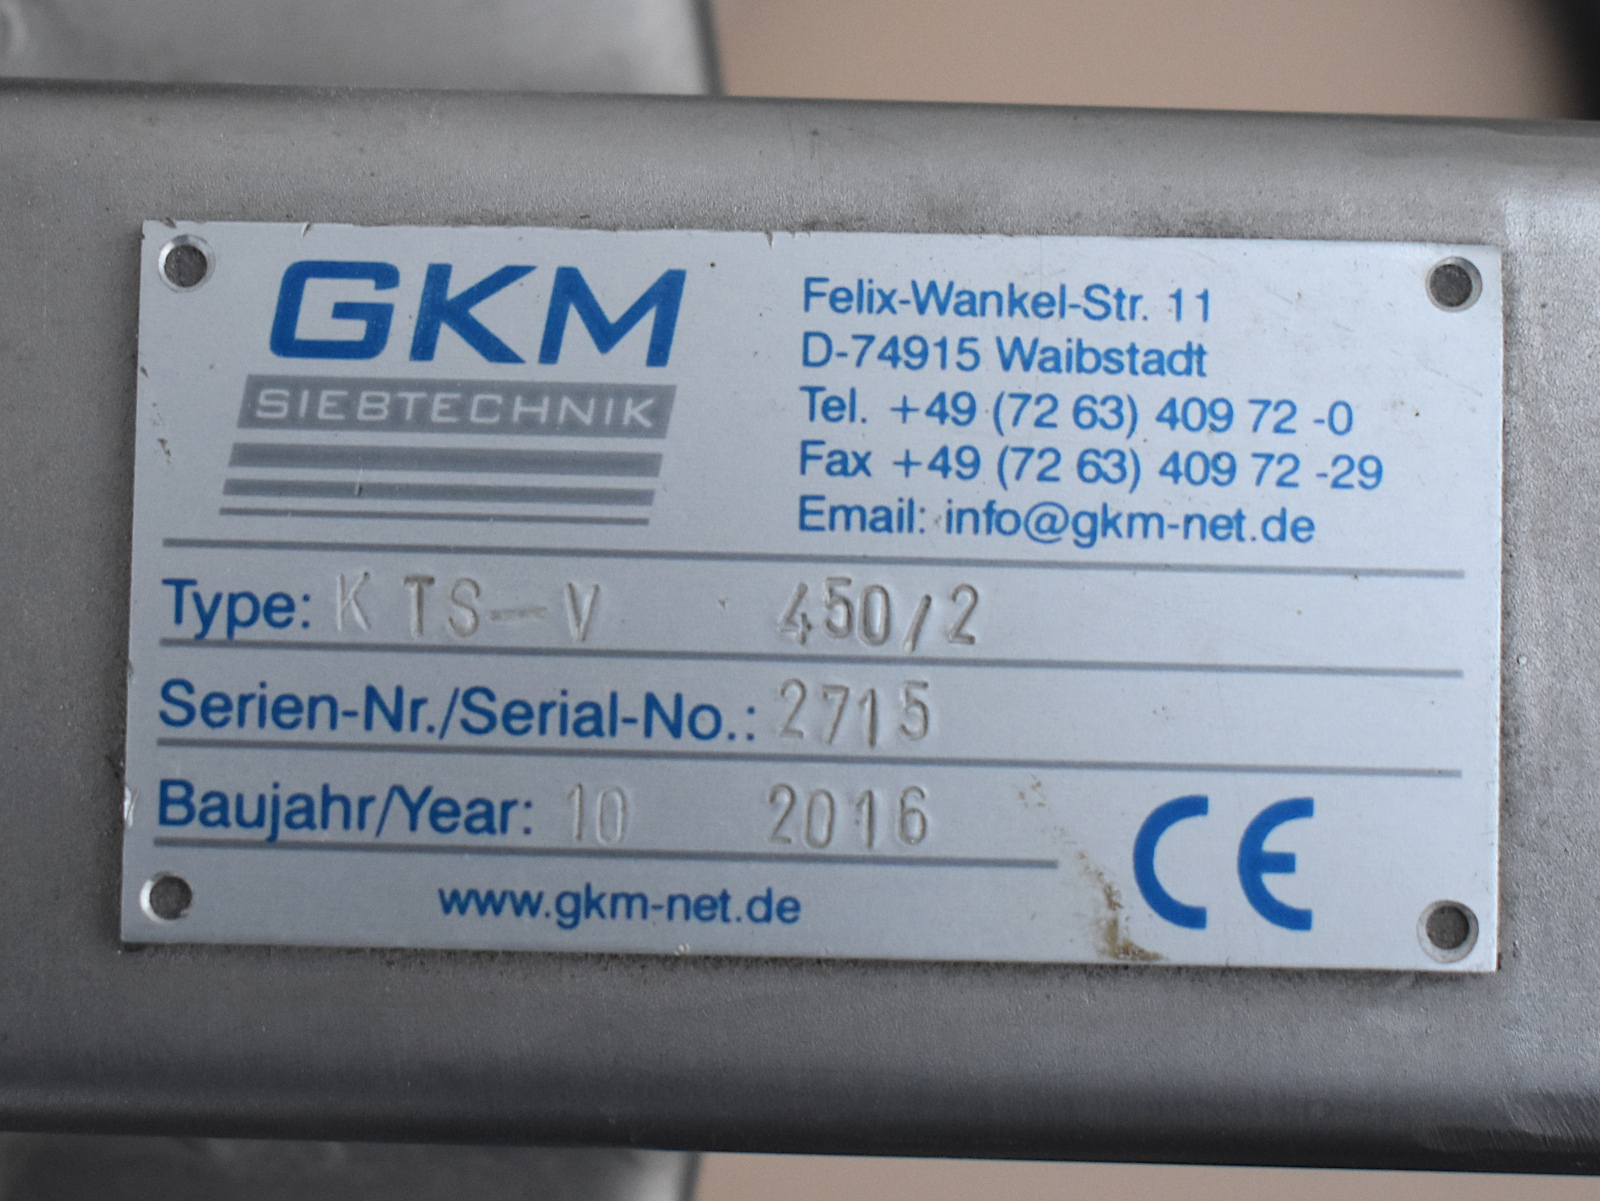 GKM
SIEBTECHNIK
Felix-Wankel-Str. 11
D-74915 Waibstadt
Tel. +49 (72 63) 409 72 -0
Fax +49 (72 63) 409 72 -29
Email: info@gkm-net.de
Type: KTS-V 450/2
Serien-Nr./Serial-No.: 2715
Baujahr/Year: 10 2016
CE
www.gkm-net.de